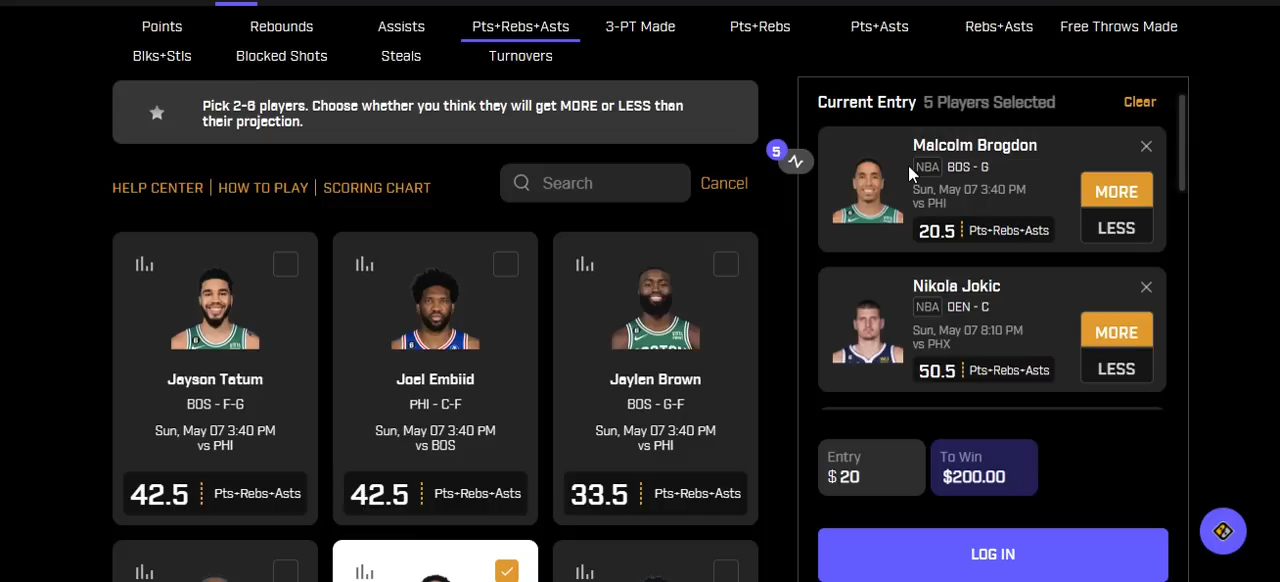 Points
Rebounds
Assists
Pts+Rebs+Asts
3-PT Made
Pts+Rebs
Pts+Asts
Rebs+Asts
Free Throws Made
Blks+Stls
Blocked Shots
Steals
Turnovers
Pick 2-6 players. Choose whether you think they will get MORE or LESS than
their projection.
HELP CENTER | HOW TO PLAY | SCORING CHART
Search
Cancel
Jayson Tatum
BOS - F-G
Sun, May 07 3:40 PM
vs PHI
42.5 Pts+Rebs+Asts
Joel Embiid
PHI - C-F
Sun, May 07 3:40 PM
vs BOS
42.5 Pts+Rebs+Asts
Jaylen Brown
BOS - G-F
Sun, May 07 3:40 PM
vs PHI
33.5 Pts+Rebs+Asts
5
Current Entry 5 Players Selected
Clear
Malcolm Brogdon
NBA BOS - G
Sun, May 07 3:40 PM
vs PHI
20.5 Pts+Rebs+Asts
MORE
LESS
Nikola Jokic
NBA DEN - C
Sun, May 07 8:10 PM
vs PHX
50.5 Pts+Rebs+Asts
MORE
LESS
Entry
$ 20
To Win
$200.00
LOG IN